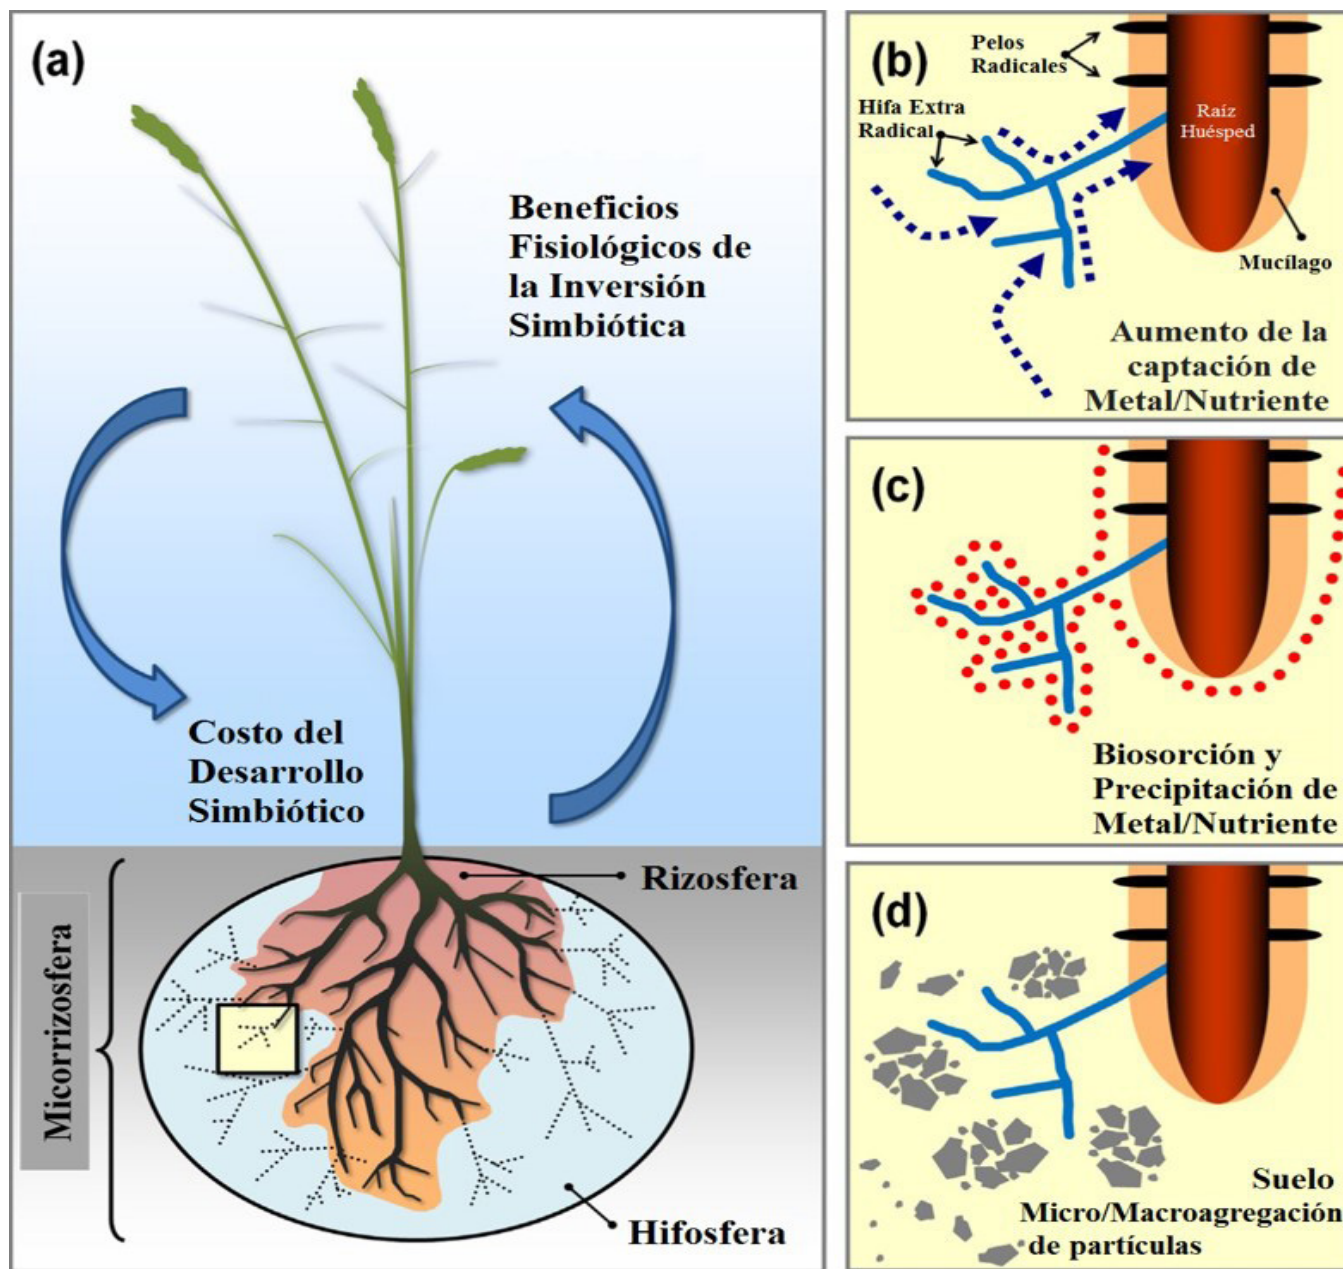 (a)
Beneficios
Fisiológicos de
la Inversión
Simbiótica
Costo del
Desarrollo
Simbiótico
Micorrizosfera
Rizosfera
Hifosfera
(b)
Pelos
Radicales
Hifa Extra
Radical
Raíz
Huésped
Mucílago
Aumento de la
captación de
Metal/Nutriente
(c)
Biosorción y
Precipitación de
Metal/Nutriente
(d)
Suelo
Micro/Macroagregación
de partículas